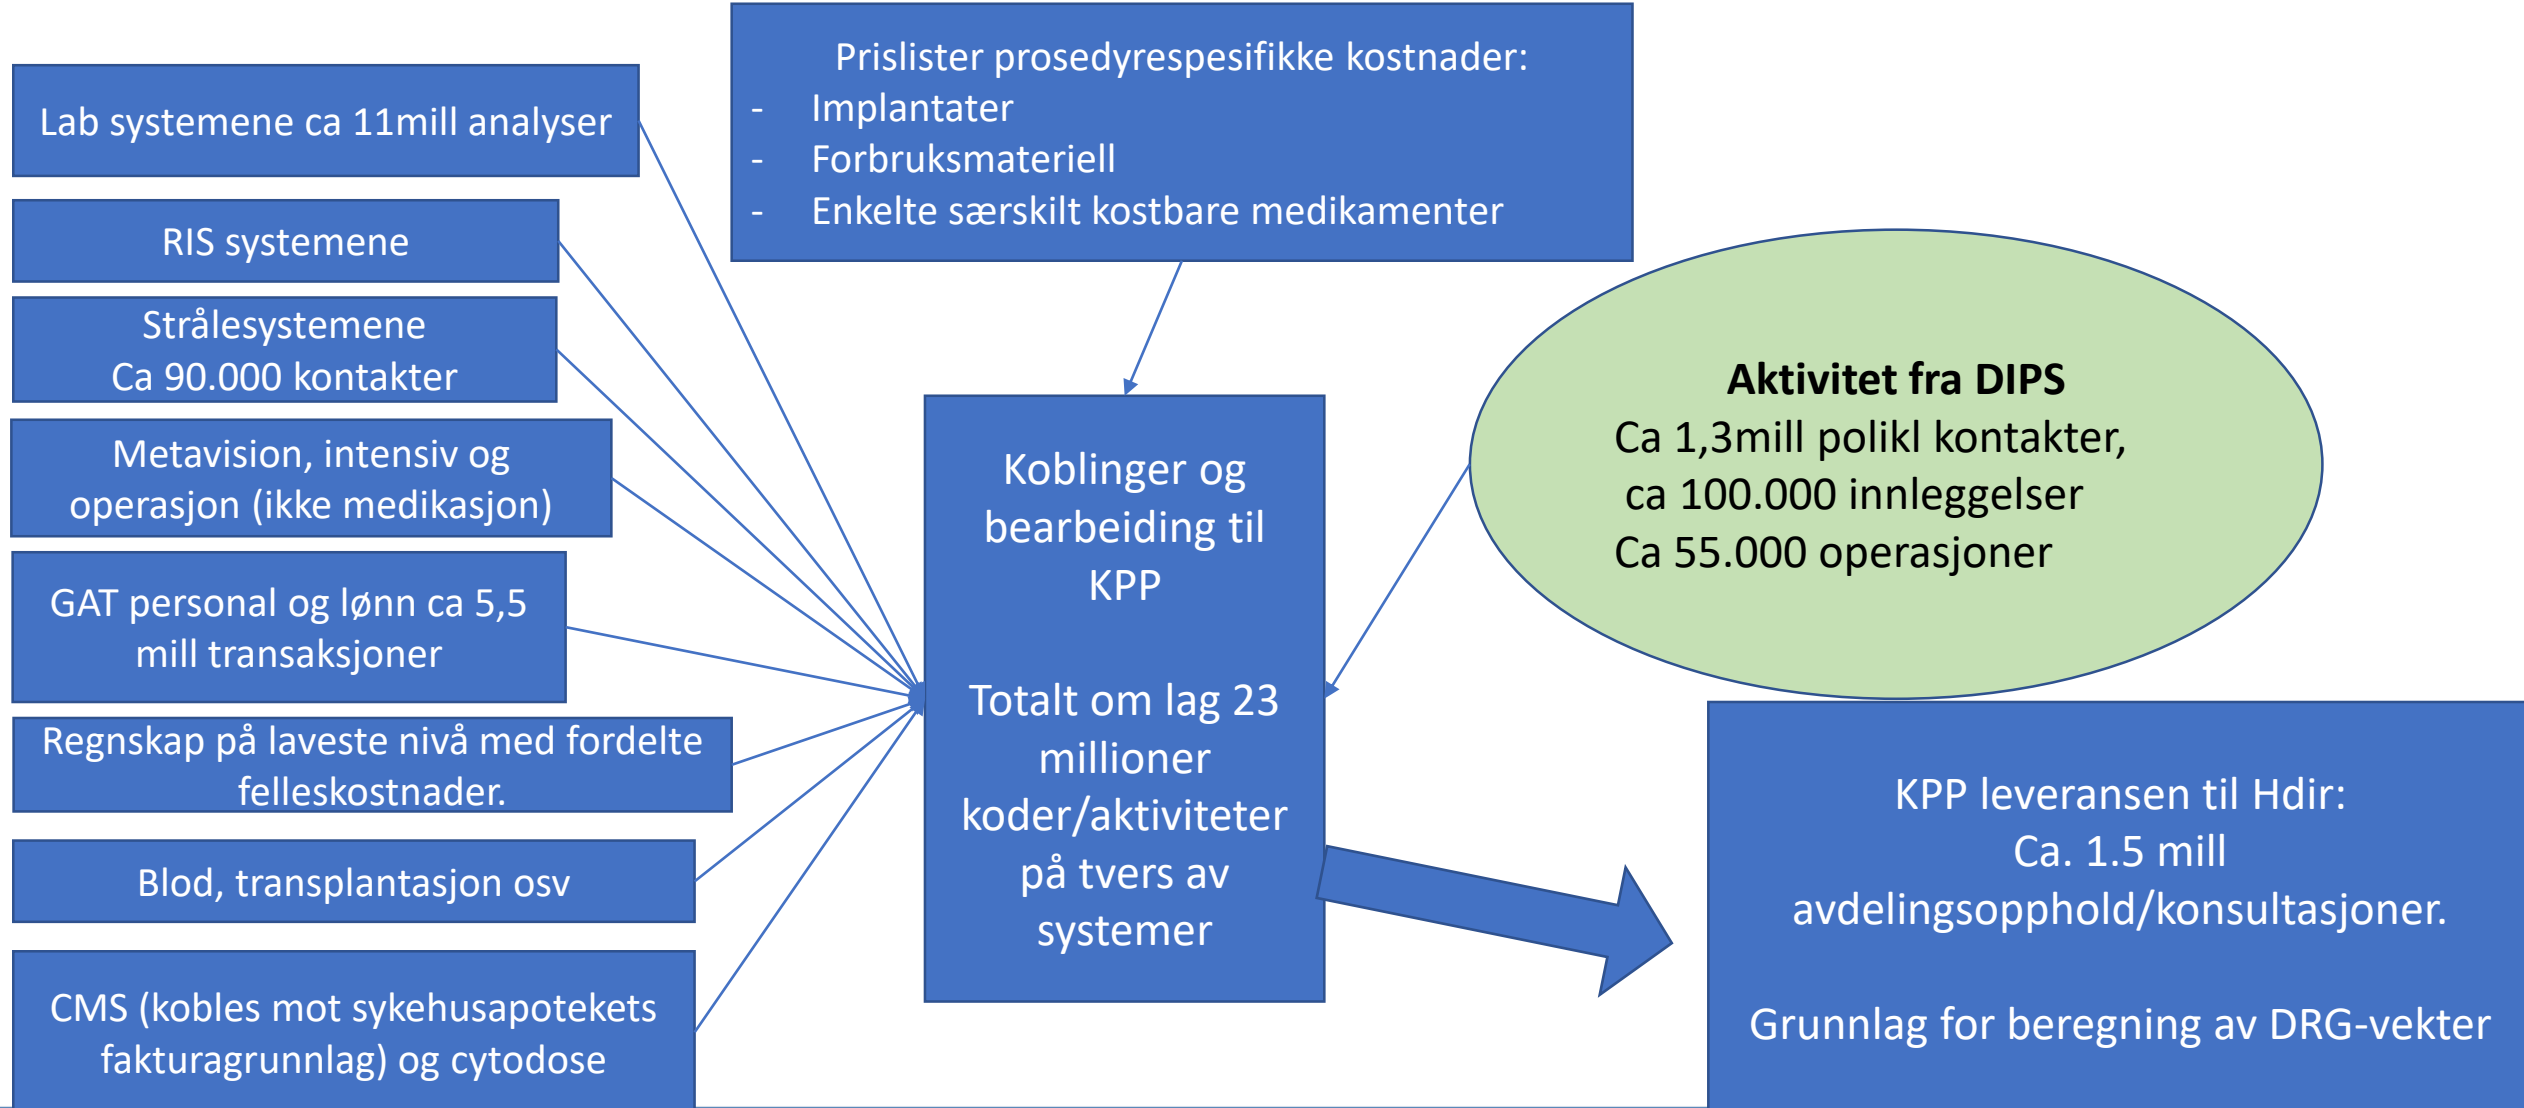 Lab systemene ca 11mill analyser
RIS systemene
Strålesystemene
Ca 90.000 kontakter
Metavision, intensiv og
operasjon (ikke medikasjon)
GAT personal og lønn ca 5,5
mill transaksjoner
Regnskap på laveste nivå med fordelte
felleskostnader.
Blod, transplantasjon osv
CMS (kobles mot sykehusapotekets
fakturagrunnlag) og cytodose
Prislister prosedyrespesifikke kostnader:
- Implantater
- Forbruksmateriell
- Enkelte særskilt kostbare medikamenter
Koblinger og
bearbeiding til
KPP
Totalt om lag 23
millioner
koder/aktiviteter
på tvers av
systemer
Aktivitet fra DIPS
Ca 1,3mill polikl kontakter,
ca 100.000 innleggelser
Ca 55.000 operasjoner
KPP leveransen til Hdir:
Ca. 1.5 mill
avdelingsopphold/konsultasjoner.
Grunnlag for beregning av DRG-vekter